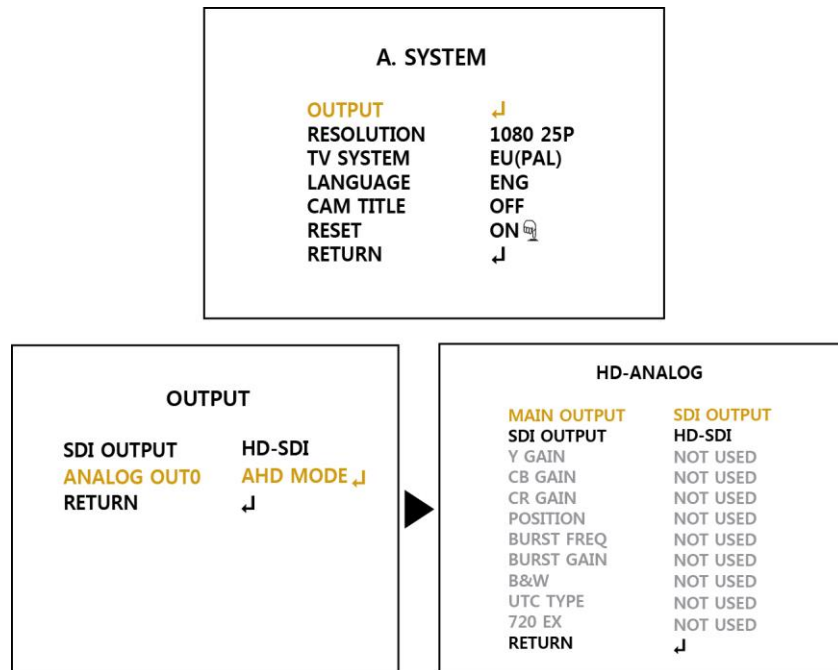 A. SYSTEM
OUTPUT ↲
RESOLUTION 1080 25P
TV SYSTEM EU(PAL)
LANGUAGE ENG
CAM TITLE OFF
RESET ON
RETURN ↲
OUTPUT
SDI OUTPUT HD-SDI
ANALOG OUT0 AHD MODE ↲
RETURN ↲
HD-ANALOG
MAIN OUTPUT SDI OUTPUT
SDI OUTPUT HD-SDI
Y GAIN NOT USED
CB GAIN NOT USED
CR GAIN NOT USED
POSITION NOT USED
BURST FREQ NOT USED
BURST GAIN NOT USED
B&W NOT USED
UTC TYPE NOT USED
720 EX NOT USED
RETURN ↲